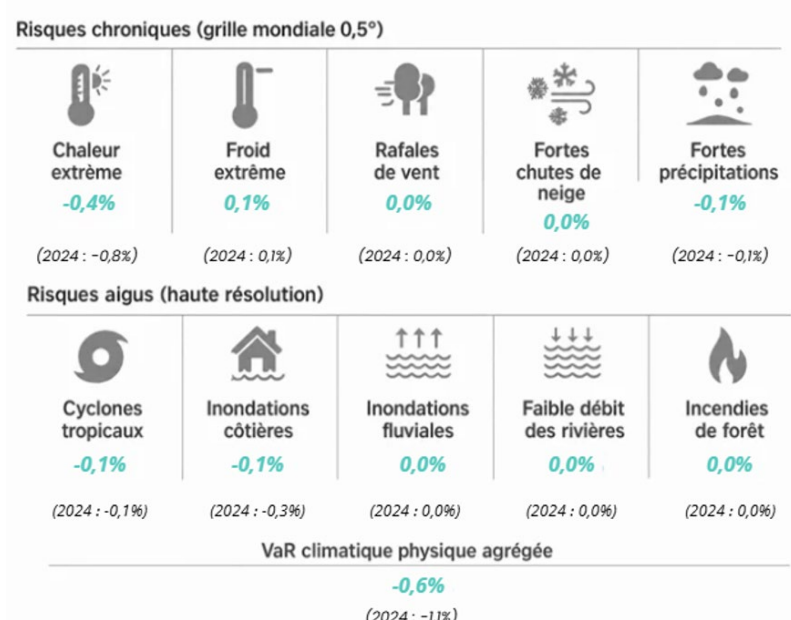 Risques chroniques (grille mondiale 0,5°)
Chaleur extrème
-0,4%
(2024 : -0,8%)
Froid extrême
0,1%
(2024 : 0,1%)
Rafales de vent
0,0%
(2024 : 0,0%)
Fortes chutes de neige
0,0%
(2024 : 0,0%)
Fortes précipitations
-0,1%
(2024 : -0,1%)
Risques aigus (haute résolution)
Cyclones tropicaux
-0,1%
(2024 : -0,1%)
Inondations côtières
-0,1%
(2024 : -0,3%)
Inondations fluviales
0,0%
(2024 : 0,0%)
Faible débit des rivières
0,0%
(2024 : 0,0%)
Incendies de forêt
0,0%
(2024 : 0,0%)
VaR climatique physique agrégée
-0,6%
(2024 : -1,1%)